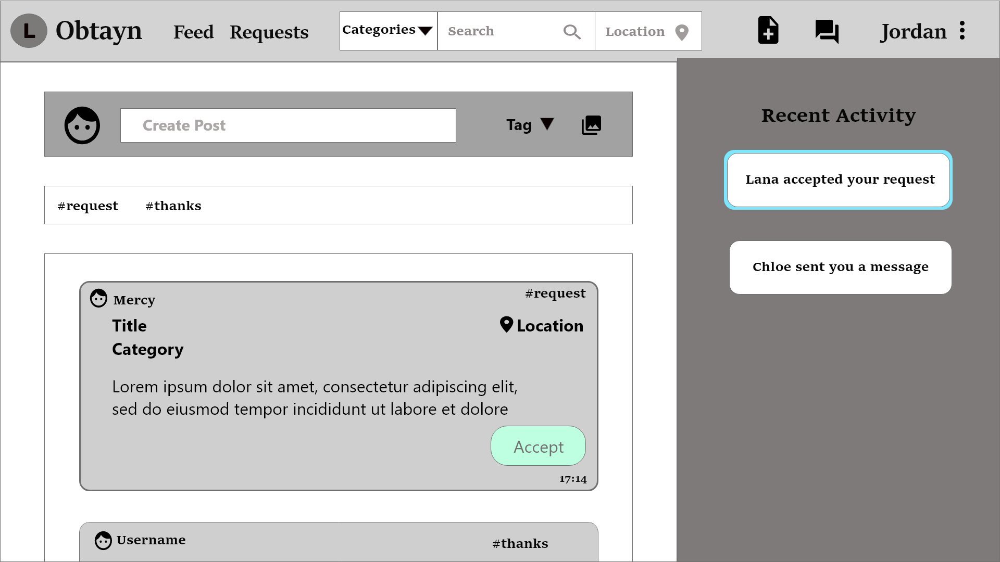 L Obtayn Feed Requests Categories Search Location Jordan
Create Post Tag
#request #thanks
Mercy #request
Title Location
Category
Lorem ipsum dolor sit amet, consectetur adipiscing elit,
sed do eiusmod tempor incididunt ut labore et dolore
Accept
17:14
Username #thanks
Recent Activity
Lana accepted your request
Chloe sent you a message